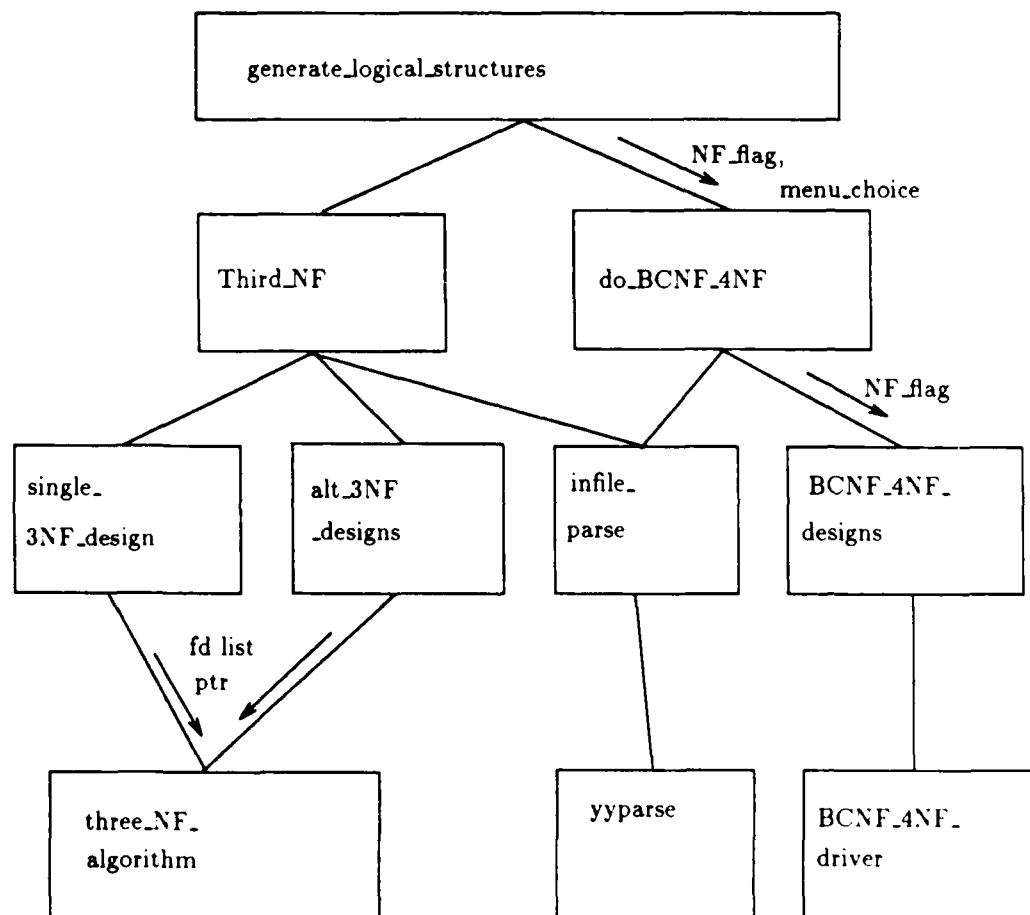 generate_logical_structures
NF_flag,
menu_choice
Third_NF
do_BCNF_4NF
NF_flag
single_
3NF_design
alt_3NF
_designs
infile_
parse
BCNF_4NF_
designs
fd list
ptr
three_NF_
algorithm
yyparse
BCNF_4NF_
driver